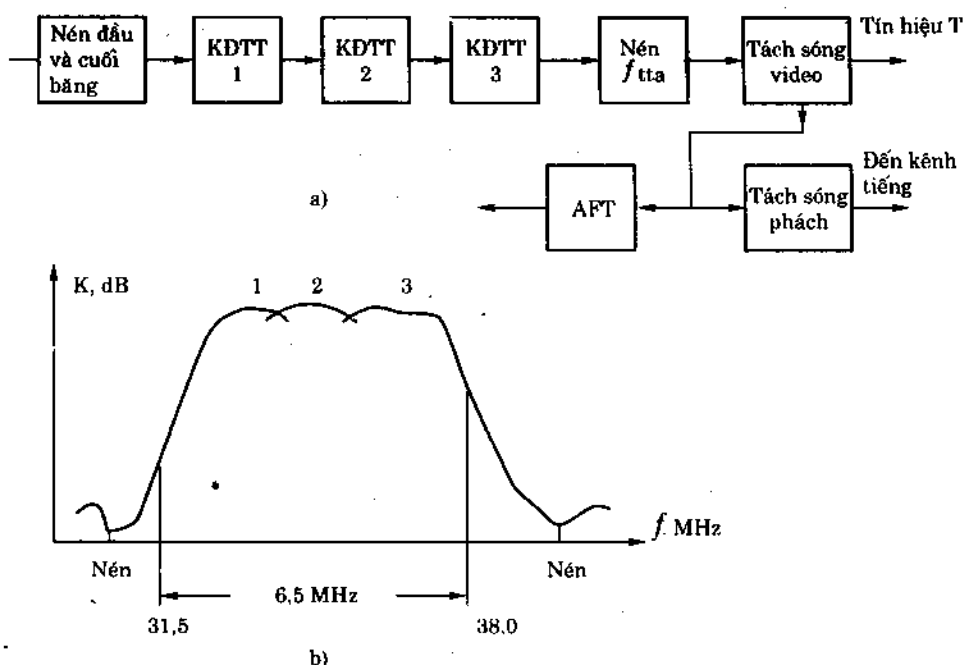 Nén đầu
và cuối
băng
KĐTT
1
KĐTT
2
KĐTT
3
Nén
f tta
Tách sóng
video
Tín hiệu T
AFT
Tách sóng
phách
Đến kênh
tiếng
a)
K, dB
1
2
3
f. MHz
Nén
Nén
6,5 MHz
31,5
38.0
b)